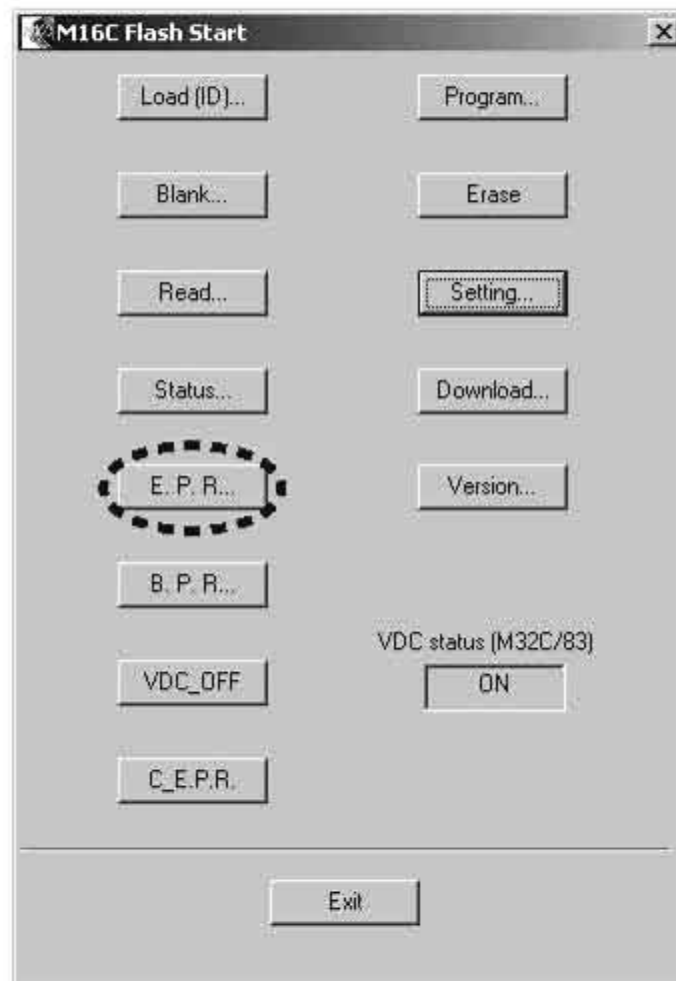 M16C Flash Start
Load (ID)... Program...
Blank... Erase
Read... Setting...
Status... Download...
E. P. R... Version...
B. P. R...
VDC status (M32C/83)
VDC_OFF ON
C_E.P.R.
Exit